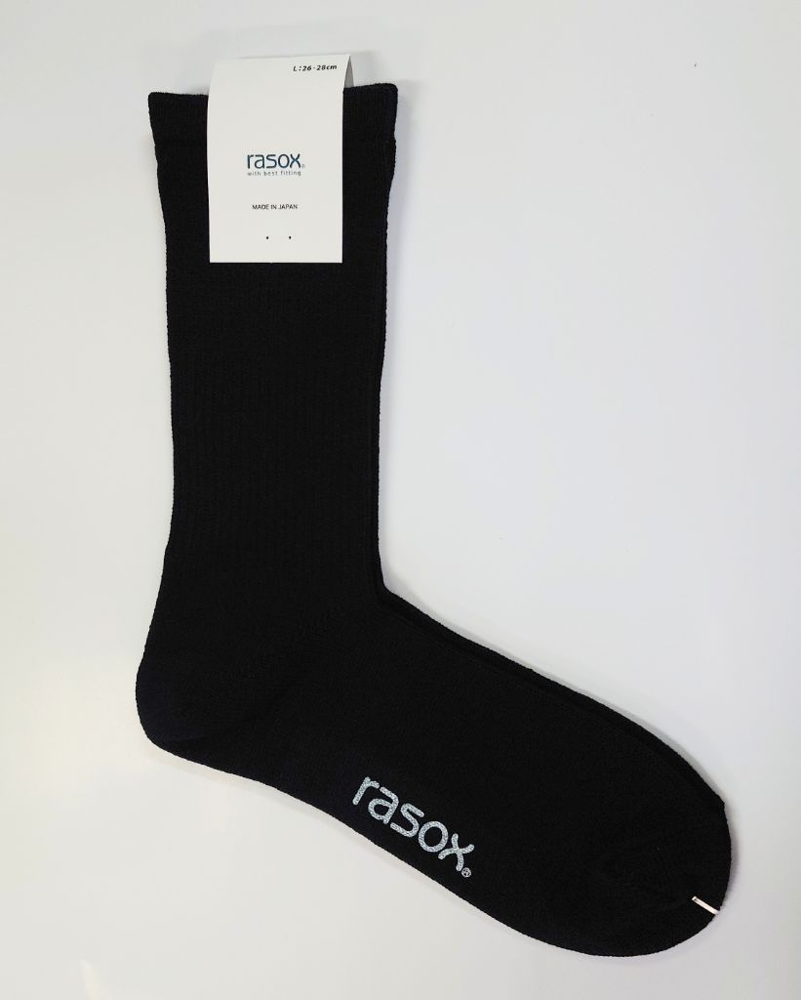 L:26-28cm
rasox®
with best fitting
MADE IN JAPAN
rasox®